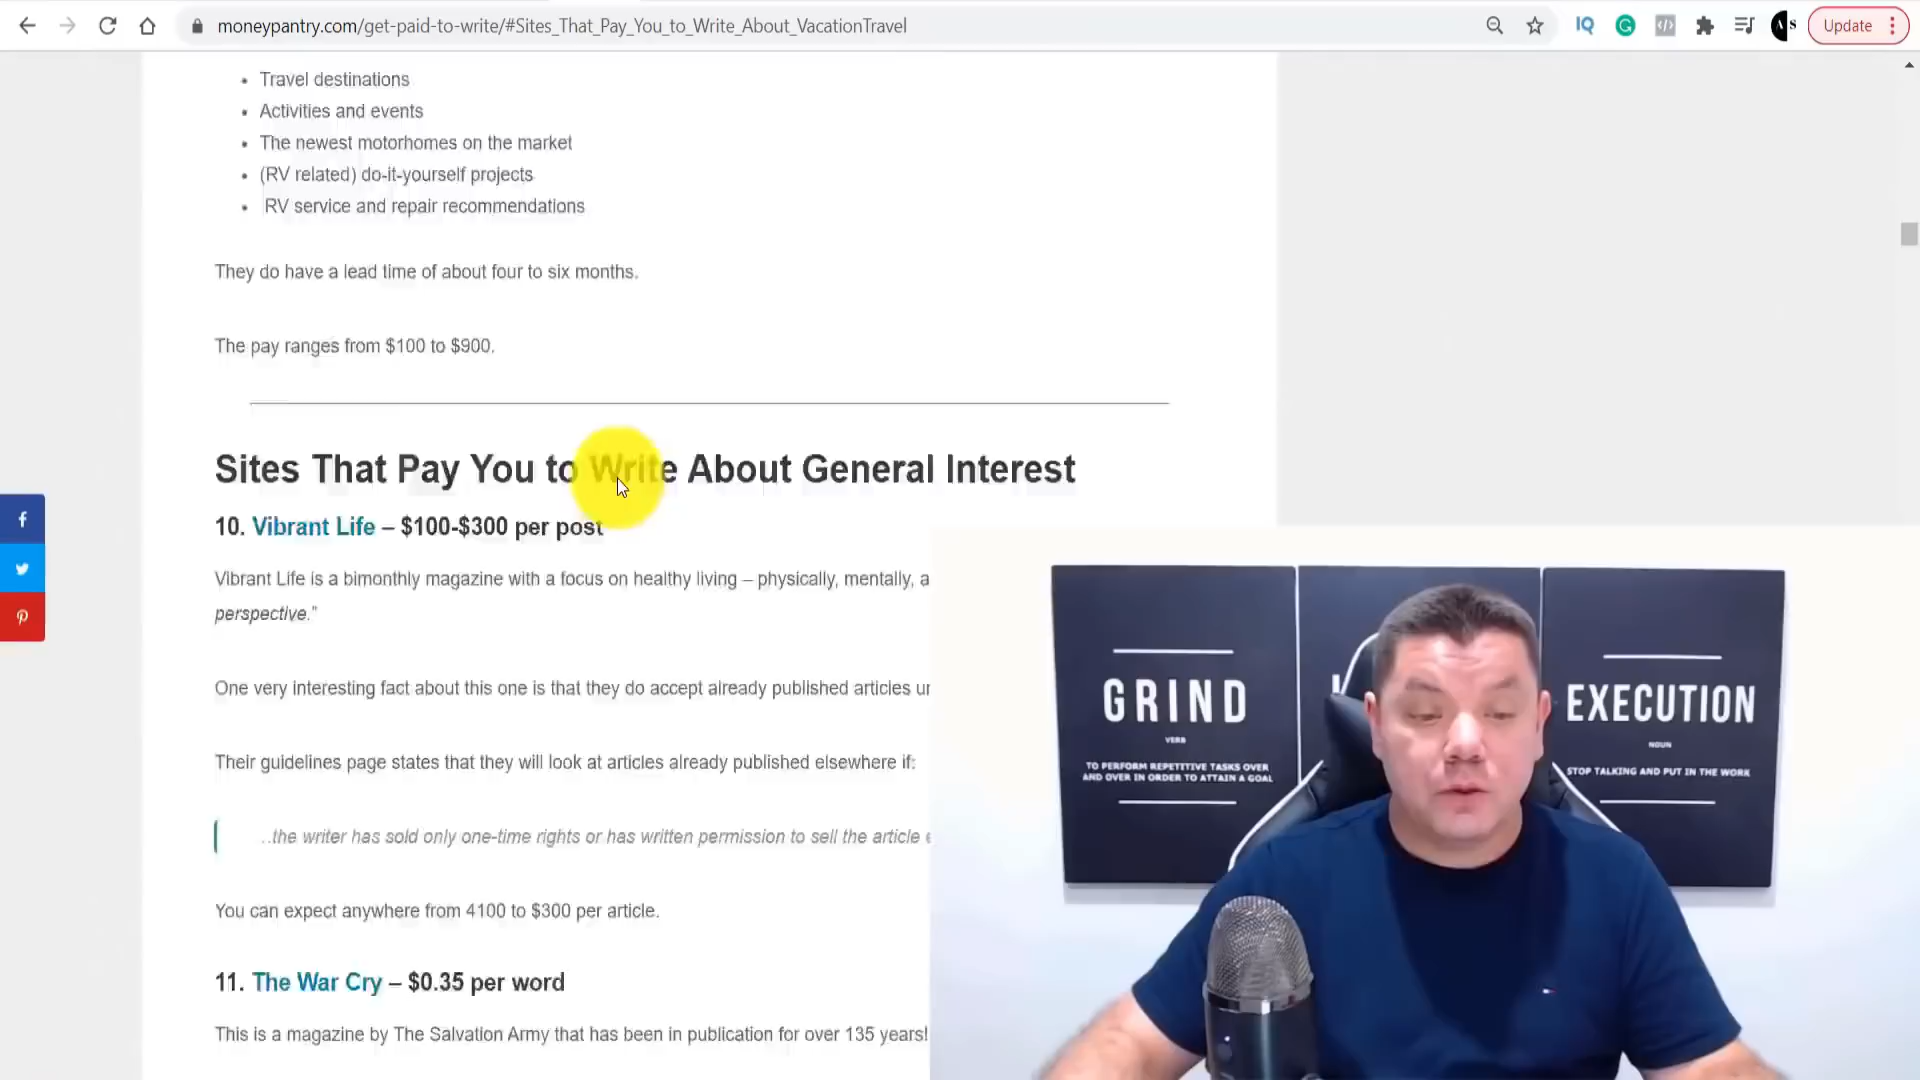 moneypantry.com/get-paid-to-write/#Sites_That_Pay_You_to_Write_About_VacationTravel
IQ
Update
Travel destinations
Activities and events
The newest motorhomes on the market
(RV related) do-it-yourself projects
RV service and repair recommendations
They do have a lead time of about four to six months.
The pay ranges from $100 to $900.
Sites That Pay You to Write About General Interest
10. Vibrant Life – $100-$300 per post
Vibrant Life is a bimonthly magazine with a focus on healthy living – physically, mentally, a
perspective."
One very interesting fact about this one is that they do accept already published articles
Their guidelines page states that they will look at articles already published elsewhere if:
..the writer has sold only one-time rights or has written permission to sell the article
You can expect anywhere from 4100 to $300 per article.
11. The War Cry – $0.35 per word
This is a magazine by The Salvation Army that has been in publication for over 135 years!
GRIND
VERB
TO PERFORM REPETITIVE TASKS OVER
AND OVER IN ORDER TO ATTAIN A GOAL
EXECUTION
NOUN
STOP TALKING AND PUT IN THE WORK